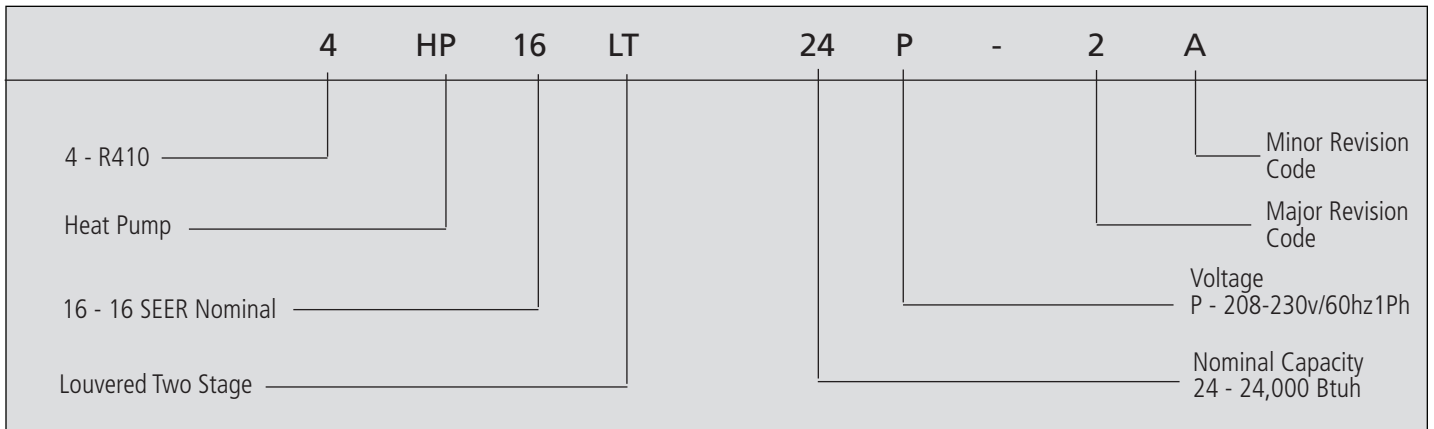 4 HP 16 LT 24 P - 2 A
4 - R410
Heat Pump
16 - 16 SEER Nominal
Louvered Two Stage
Minor Revision
Code
Major Revision
Code
Voltage
P - 208-230v/60hz1Ph
Nominal Capacity
24 - 24,000 Btuh